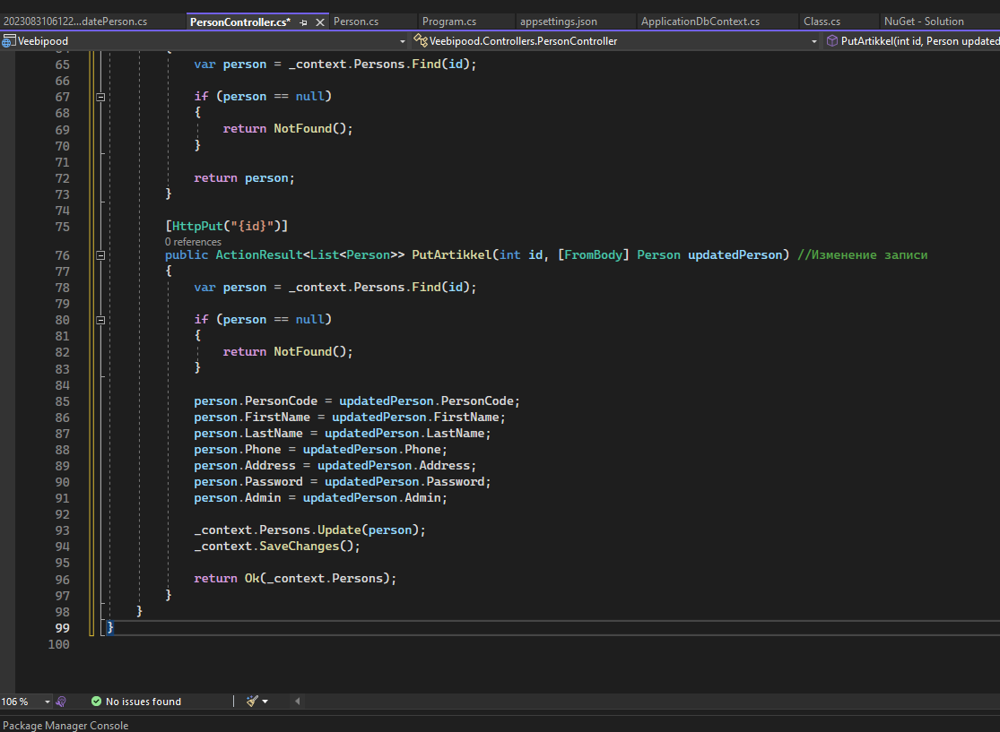 2023083106122...datePerson.cs PersonController.cs* Person.cs Program.cs appsettings.json ApplicationDbContext.cs Class.cs NuGet - Solution
Veebipood Veebipood.Controllers.PersonController PutArtikkel(int id, Person updated
65 var person = _context.Persons.Find(id);
66
67 if (person == null)
68 {
69 return NotFound();
70 }
71
72 return person;
73 }
74
75 [HttpPut("{id}")]
0 references
76 public ActionResult<List<Person>> PutArtikkel(int id, [FromBody] Person updatedPerson) //Изменение записи
77 {
78 var person = _context.Persons.Find(id);
79
80 if (person == null)
81 {
82 return NotFound();
83 }
84
85 person.PersonCode = updatedPerson.PersonCode;
86 person.FirstName = updatedPerson.FirstName;
87 person.LastName = updatedPerson.LastName;
88 person.Phone = updatedPerson.Phone;
89 person.Address = updatedPerson.Address;
90 person.Password = updatedPerson.Password;
91 person.Admin = updatedPerson.Admin;
92
93 _context.Persons.Update(person);
94 _context.SaveChanges();
95
96 return Ok(_context.Persons);
97 }
98 }
99 }
100
106 % No issues found
Package Manager Console